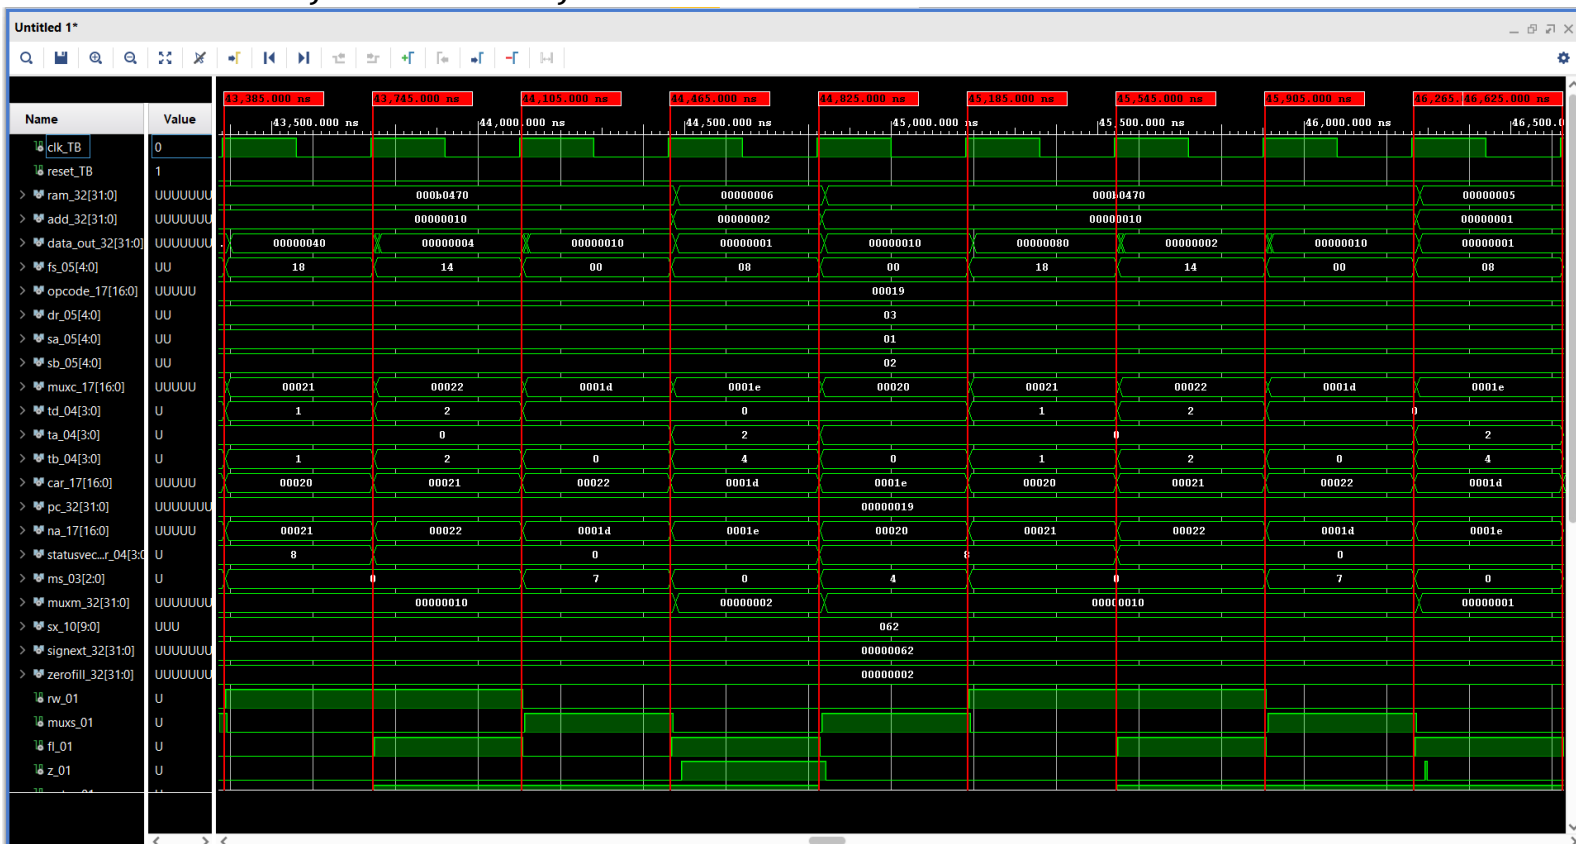 Untitled 1*
43,385.000 ns 43,745.000 ns 44,105.000 ns 44,465.000 ns 44,825.000 ns 45,185.000 ns 45,545.000 ns 45,905.000 ns 46,265. 46,625.000 ns
Name Value 43,500.000 ns 44,000.000 ns 44,500.000 ns 45,000.000 ns 45,500.000 ns 46,000.000 ns 46,500.0
clk_TB 0
reset_TB 1
ram_32[31:0] UUUUUUU 000b0470 00000006 000b0470 00000005
add_32[31:0] UUUUUUU 00000010 00000002 00000010 00000001
data_out_32[31:0] UUUUUUU 00000040 00000004 00000010 00000001 00000010 00000080 00000002 00000010 00000001
fs_05[4:0] UU 18 14 00 08 00 18 14 00 08
opcode_17[16:0] UUUUU 00019
dr_05[4:0] UU 03
sa_05[4:0] UU 01
sb_05[4:0] UU 02
muxc_17[16:0] UUUUU 00021 00022 0001d 0001e 00020 00021 00022 0001d 0001e
td_04[3:0] U 1 2 0 1 2 0
ta_04[3:0] U 0 2 0 2
tb_04[3:0] U 1 2 0 4 0 1 2 0 4
car_17[16:0] UUUUU 00020 00021 00022 0001d 0001e 00020 00021 00022 0001d
pc_32[31:0] UUUUUUU 00000019
na_17[16:0] UUUUU 00021 00022 0001d 0001e 00020 00021 00022 0001d 0001e
statusvec...r_04[3:0 U 8 0 8 0
ms_03[2:0] U 0 7 0 4 0 7 0
muxm_32[31:0] UUUUUUU 00000010 00000002 00000010 00000001
sx_10[9:0] UUU 062
signext_32[31:0] UUUUUUU 00000062
zerofill_32[31:0] UUUUUUU 00000002
rw_01 U
muxs_01 U
fl_01 U
z_01 U